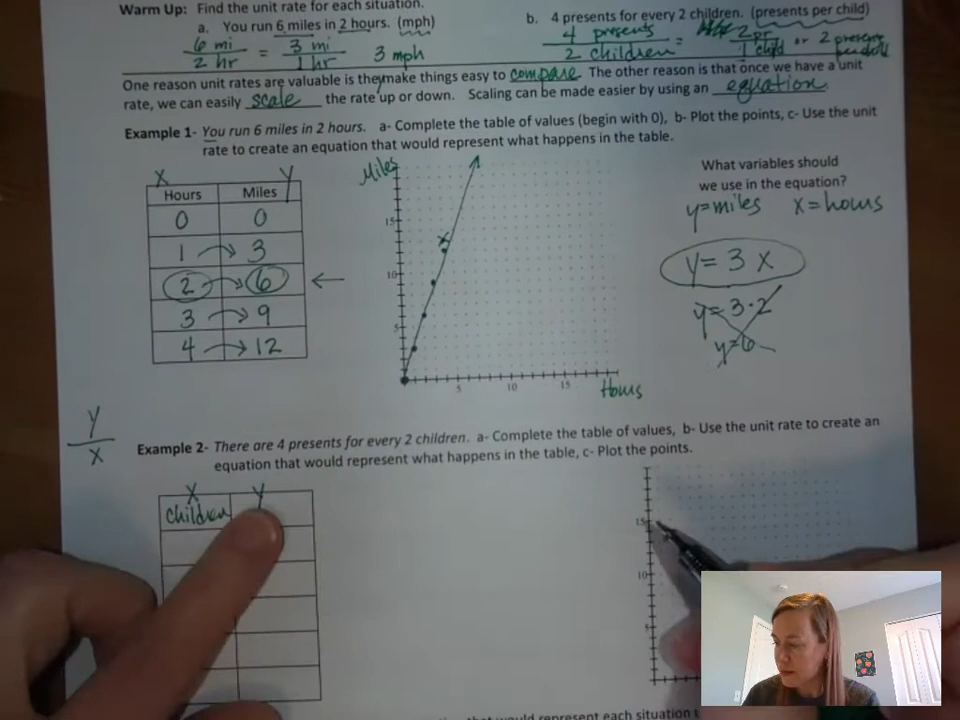 Warm Up: Find the unit rate for each situation.
a. You run 6 miles in 2 hours. (mph)
6 mi / 2 hr = 3 mi / 1 hr 3 mph
b. 4 presents for every 2 children. (presents per child)
4 presents / 2 children = 2 pr / 1 child or 2 presents
One reason unit rates are valuable is they make things easy to compare. The other reason is that once we have a unit
rate, we can easily scale the rate up or down. Scaling can be made easier by using an equation.
Example 1- You run 6 miles in 2 hours. a- Complete the table of values (begin with 0), b- Plot the points, c- Use the unit
rate to create an equation that would represent what happens in the table.
X Y
Hours Miles
0 0
1 3
2 6
3 9
4 12
Miles
15
10
5
5 10 15
Hours
What variables should
we use in the equation?
y=miles x=hours
y=3x
y=3·2
y=6
y/x
Example 2- There are 4 presents for every 2 children. a- Complete the table of values, b- Use the unit rate to create an
equation that would represent what happens in the table, c- Plot the points.
X Y
children
15
10
5
would represent each situation